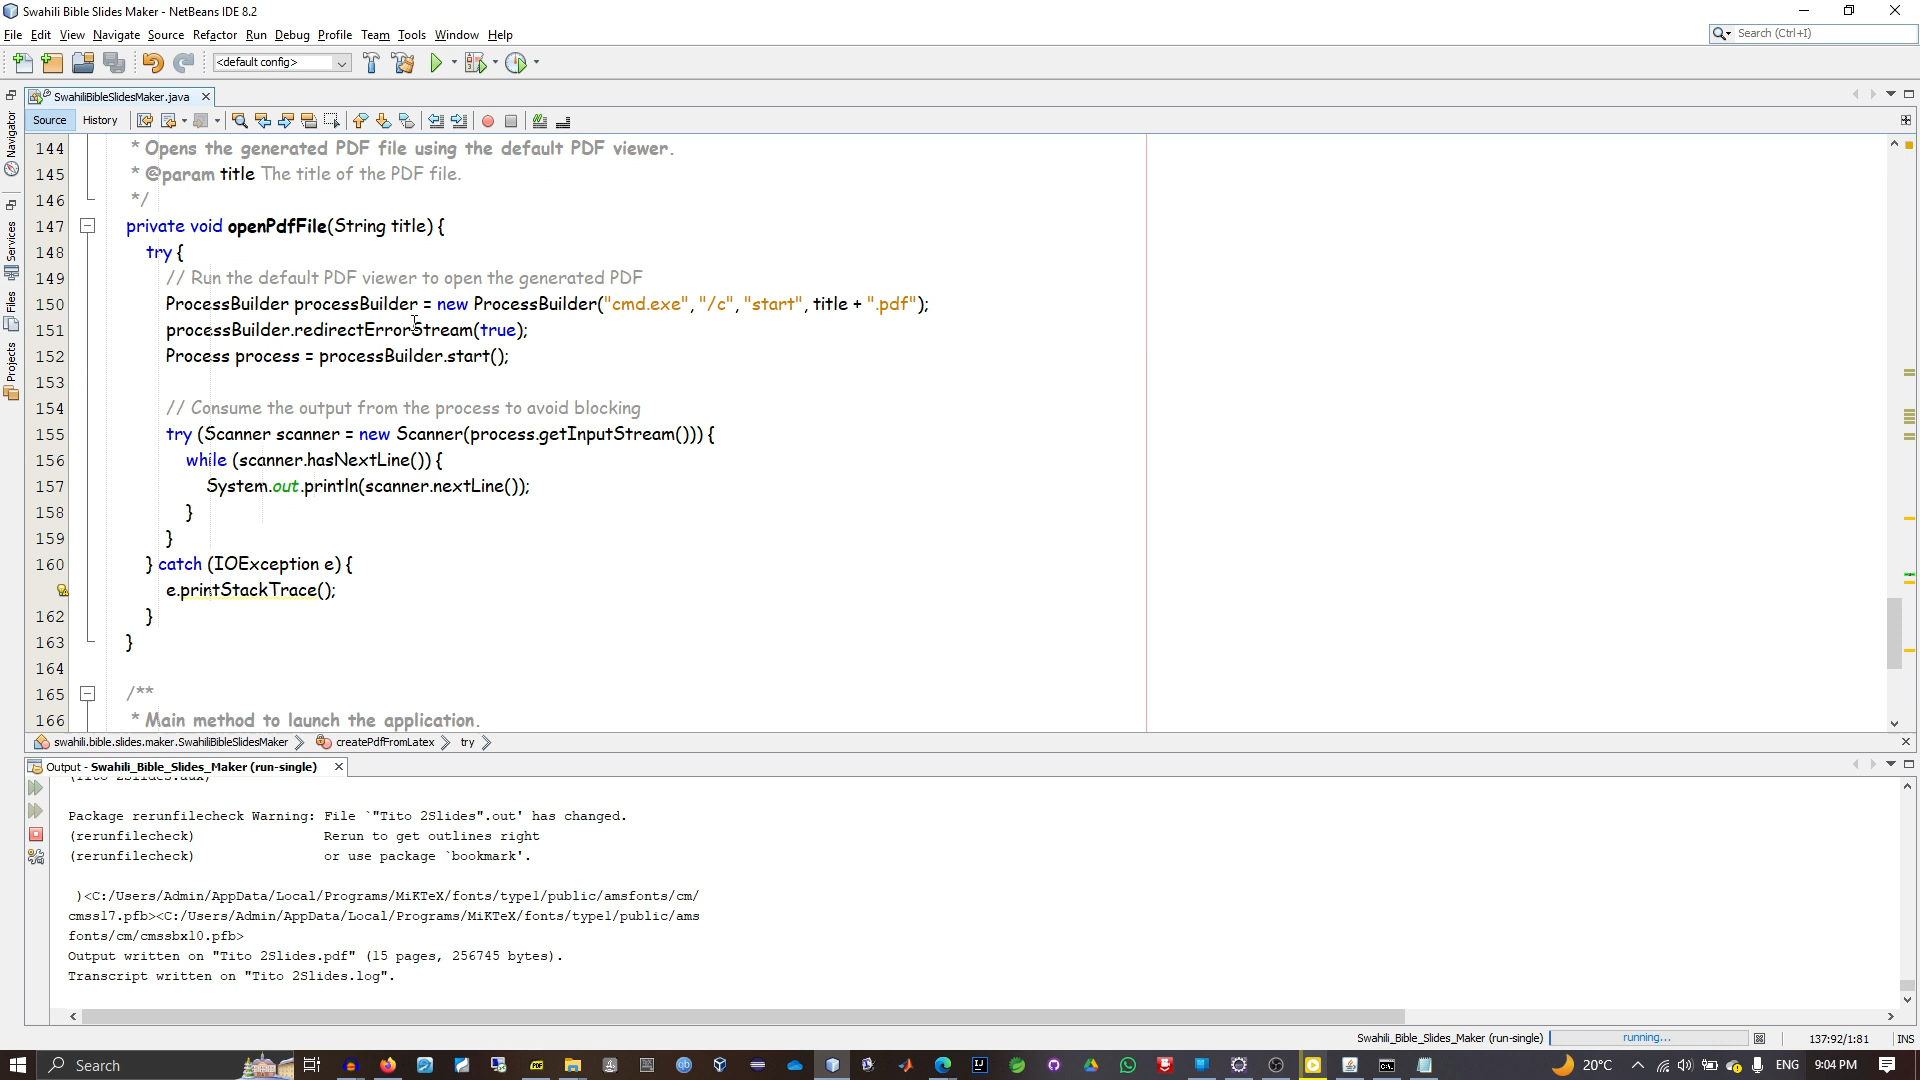 Swahili Bible Slides Maker - NetBeans IDE 8.2
File Edit View Navigate Source Refactor Run Debug Profile Team Tools Window Help
Search (Ctrl+I)
<default config>
SwahiliBibleSlidesMaker.java
Source History
Navigator
Services
Files
Projects
144 * Opens the generated PDF file using the default PDF viewer.
145 * @param title The title of the PDF file.
146 */
147 private void openPdfFile(String title) {
148 try {
149 // Run the default PDF viewer to open the generated PDF
150 ProcessBuilder processBuilder = new ProcessBuilder("cmd.exe", "/c", "start", title + ".pdf");
151 processBuilder.redirectErrorStream(true);
152 Process process = processBuilder.start();
153
154 // Consume the output from the process to avoid blocking
155 try (Scanner scanner = new Scanner(process.getInputStream())) {
156 while (scanner.hasNextLine()) {
157 System.out.println(scanner.nextLine());
158 }
159 }
160 } catch (IOException e) {
e.printStackTrace();
162 }
163 }
164
165 /**
166 * Main method to launch the application.
swahili.bible.slides.maker.SwahiliBibleSlidesMaker createPdfFromLatex try
Output - Swahili_Bible_Slides_Maker (run-single)
(Tito 2Slides.aux)
Package rerunfilecheck Warning: File `"Tito 2Slides".out' has changed.
(rerunfilecheck) Rerun to get outlines right
(rerunfilecheck) or use package `bookmark'.
)<C:/Users/Admin/AppData/Local/Programs/MiKTeX/fonts/type1/public/amsfonts/cm/
cmss17.pfb><C:/Users/Admin/AppData/Local/Programs/MiKTeX/fonts/type1/public/ams
fonts/cm/cmssbx10.pfb>
Output written on "Tito 2Slides.pdf" (15 pages, 256745 bytes).
Transcript written on "Tito 2Slides.log".
Swahili_Bible_Slides_Maker (run-single) running... 137:92/1:81 INS
Search 20°C ENG 9:04 PM